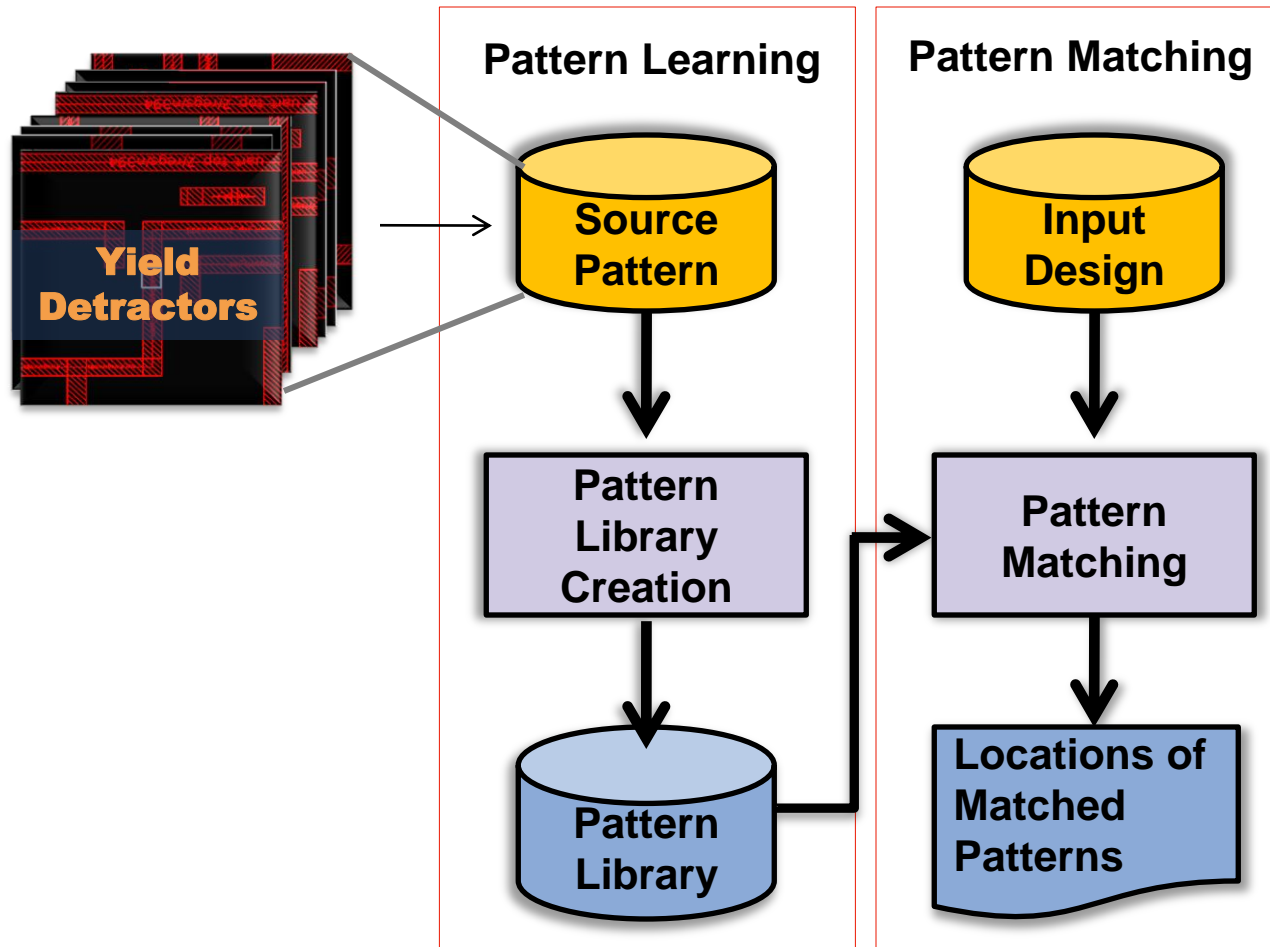 Pattern Learning
Pattern Matching
Yield
Detractors
Source
Pattern
Input
Design
Pattern
Library
Creation
Pattern
Matching
Pattern
Library
Locations of
Matched
Patterns